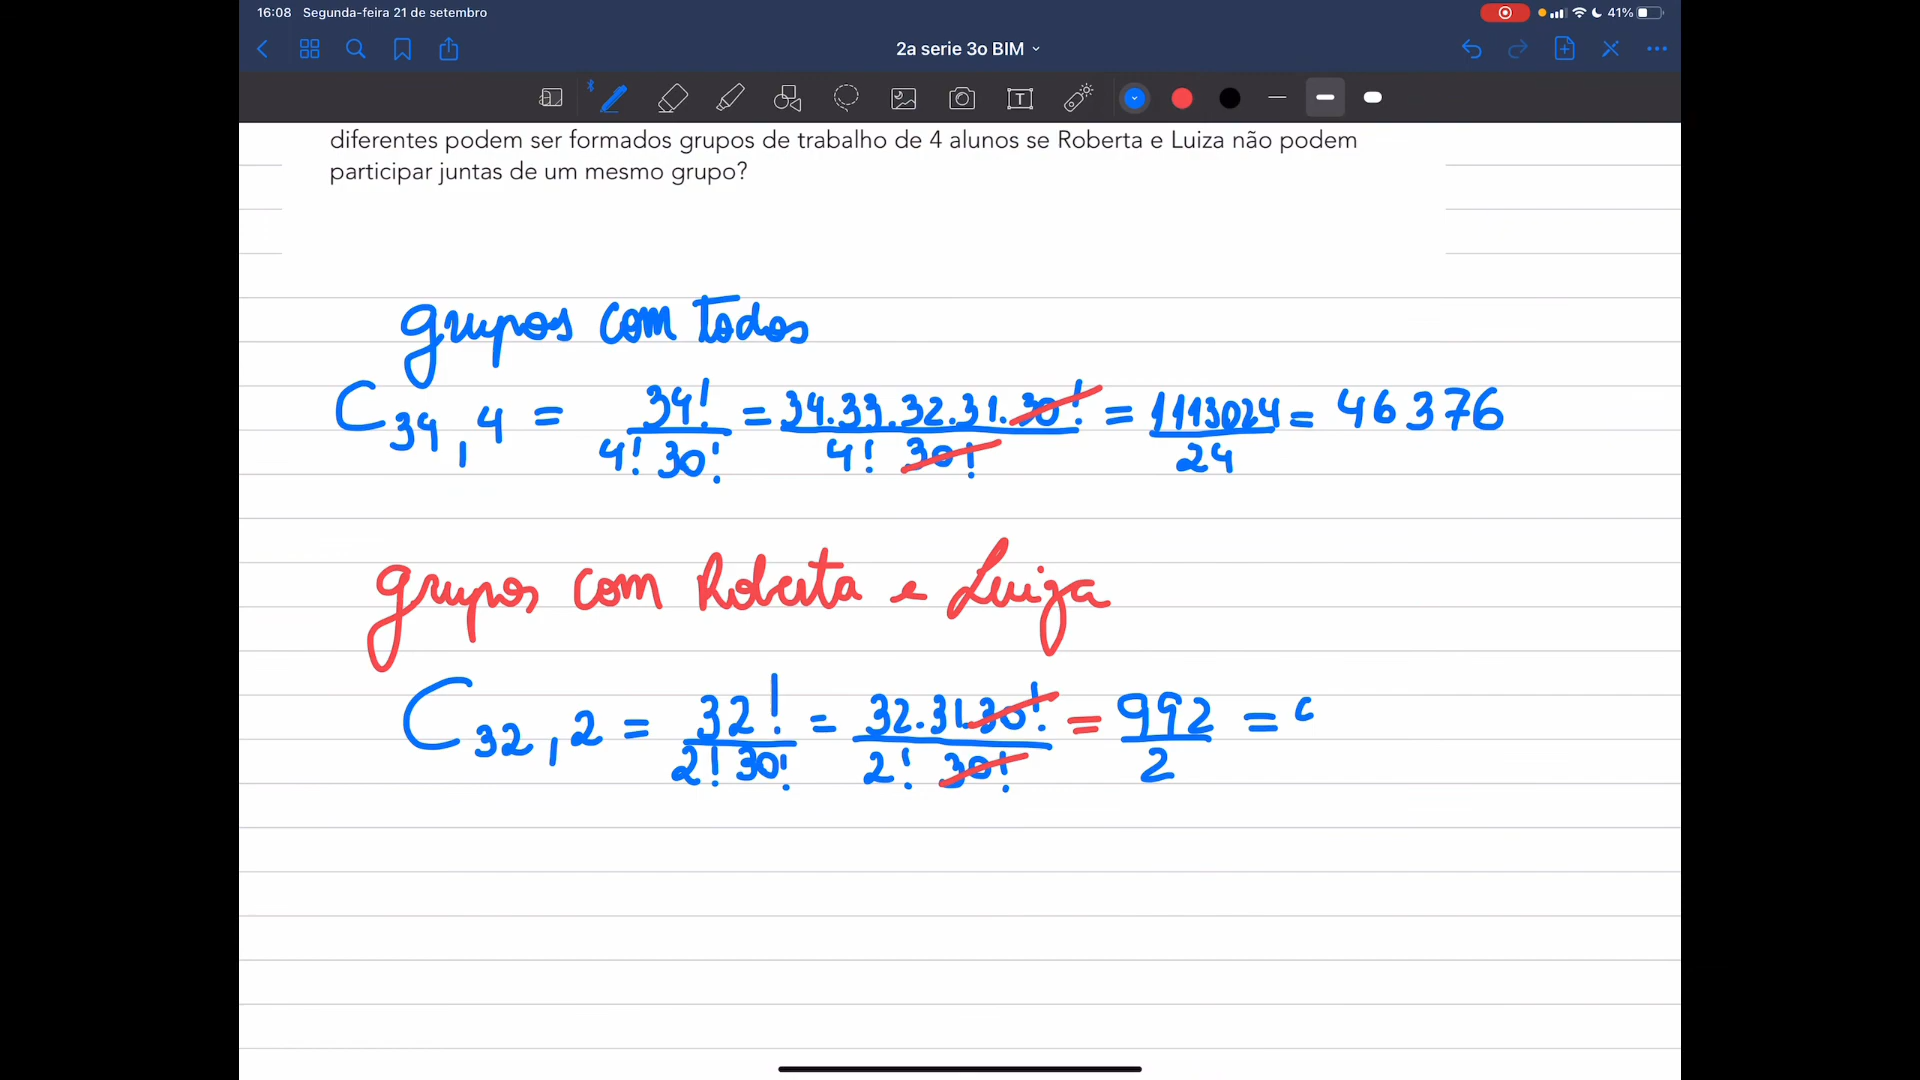 16:08 Segunda-feira 21 de setembro 41%
2a serie 3o BIM
diferentes podem ser formados grupos de trabalho de 4 alunos se Roberta e Luiza não podem
participar juntas de um mesmo grupo?
grupos com todos
C34,4 = 34!/4! 30! = 34.33.32.31.30!/4! 30! = 1113024/24 = 46376
grupos com Roberta e Luiza
C32,2 = 32!/2! 30! = 32.31.30!/2! 30! = 992/2 =